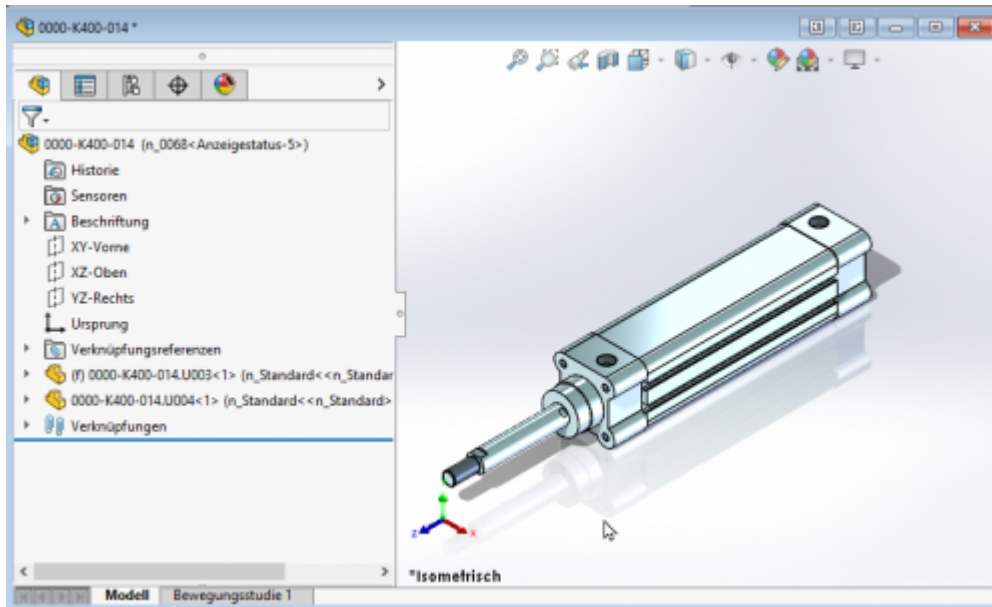 0000-K400-014 *
0000-K400-014 (n_0068<Anzeigestatus-5>)
Historie
Sensoren
A Beschriftung
XY-Vorne
XZ-Oben
YZ-Rechts
Ursprung
Verknüpfungsreferenzen
(f) 0000-K400-014.U003<1> (n_Standard<<n_Standar
0000-K400-014.U004<1> (n_Standard<<n_Standard>
Verknüpfungen
z x
*Isometrisch
Modell Bewegungsstudie 1